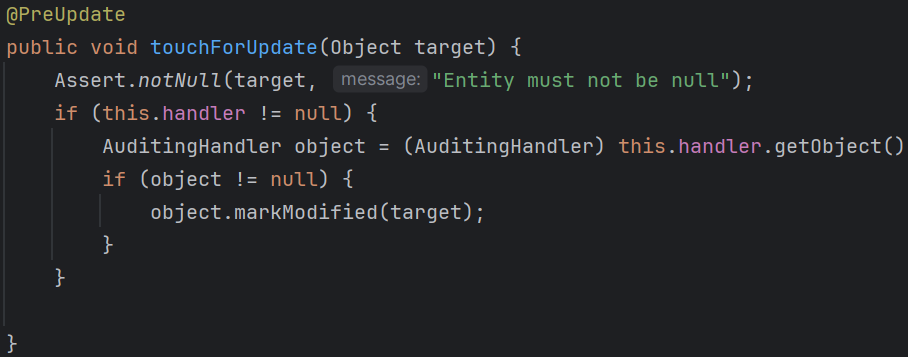 @PreUpdate
public void touchForUpdate(Object target) {
    Assert.notNull(target, message: "Entity must not be null");
    if (this.handler != null) {
        AuditingHandler object = (AuditingHandler) this.handler.getObject()
        if (object != null) {
            object.markModified(target);
        }
    }
}